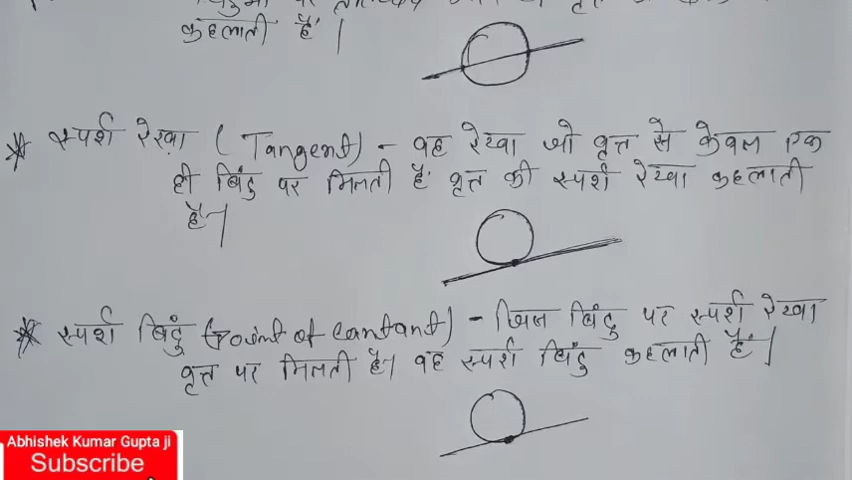 कहलाती हैं।
* स्पर्श रेखा (Tangent) - वह रेखा जो वृत्त से केवल एक
ही बिंदु पर मिलती है वृत्त की स्पर्श रेखा कहलाती
है।
* स्पर्श बिंदुं (Point of Contant) - जिस बिंदु पर स्पर्श रेखा
वृत्त पर मिलती है। वह स्पर्श बिंदु कहलाती है।
Abhishek Kumar Gupta ji
Subscribe